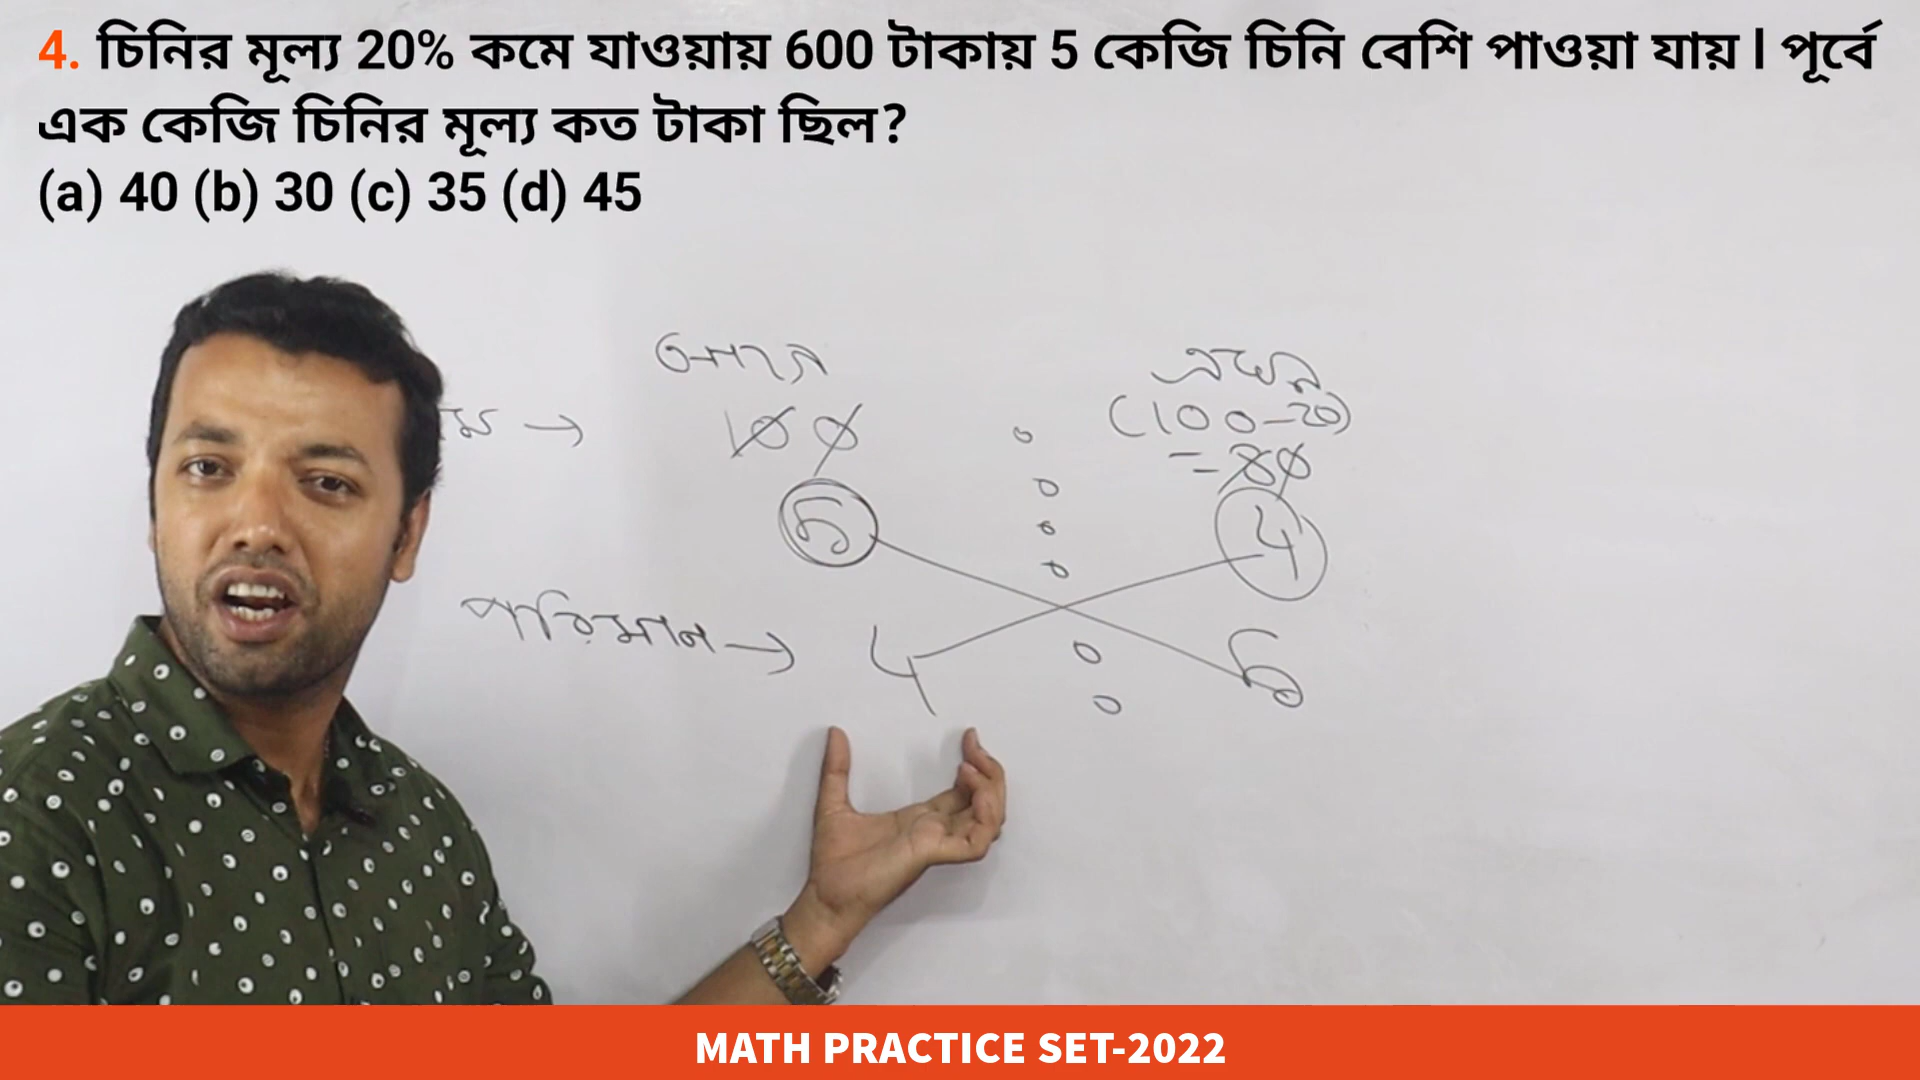 4. চিনির মূল্য 20% কমে যাওয়ায় 600 টাকায় 5 কেজি চিনি বেশি পাওয়া যায় l পূর্বে
এক কেজি চিনির মূল্য কত টাকা ছিল?
(a) 40 (b) 30 (c) 35 (d) 45
এখন
→ 100 : (100-20)
= 80
5 : 4
পরিমান → 4 : 5
MATH PRACTICE SET-2022